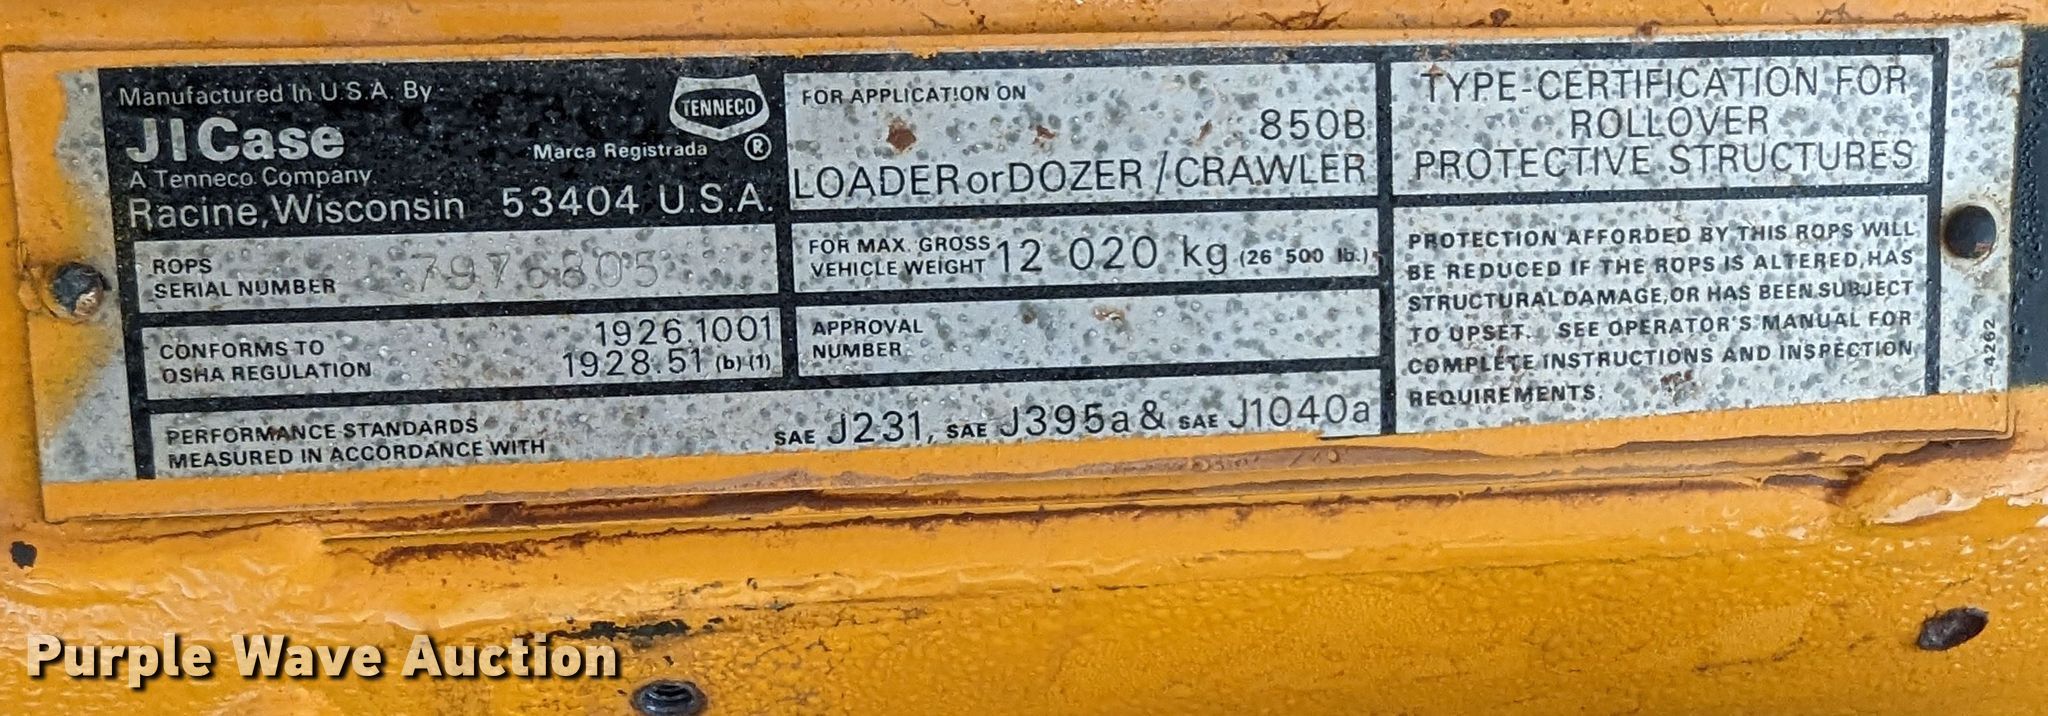 Manufactured In U.S.A. By
JI Case
A Tenneco Company
Racine, Wisconsin 53404 U.S.A.
TENNECO
Marca Registrada ®
ROPS
SERIAL NUMBER 7976805
CONFORMS TO
OSHA REGULATION
1926.1001
1928.51 (b) (1)
PERFORMANCE STANDARDS
MEASURED IN ACCORDANCE WITH
SAE J231, SAE J395a & SAE J1040a
FOR APPLICATION ON
850B
LOADER or DOZER / CRAWLER
FOR MAX. GROSS
VEHICLE WEIGHT 12 020 kg (26 500 lb.)
APPROVAL
NUMBER
TYPE-CERTIFICATION FOR
ROLLOVER
PROTECTIVE STRUCTURES
PROTECTION AFFORDED BY THIS ROPS WILL
BE REDUCED IF THE ROPS IS ALTERED, HAS
STRUCTURAL DAMAGE, OR HAS BEEN SUBJECT
TO UPSET. SEE OPERATOR'S MANUAL FOR
COMPLETE INSTRUCTIONS AND INSPECTION
REQUIREMENTS.
Purple Wave Auction